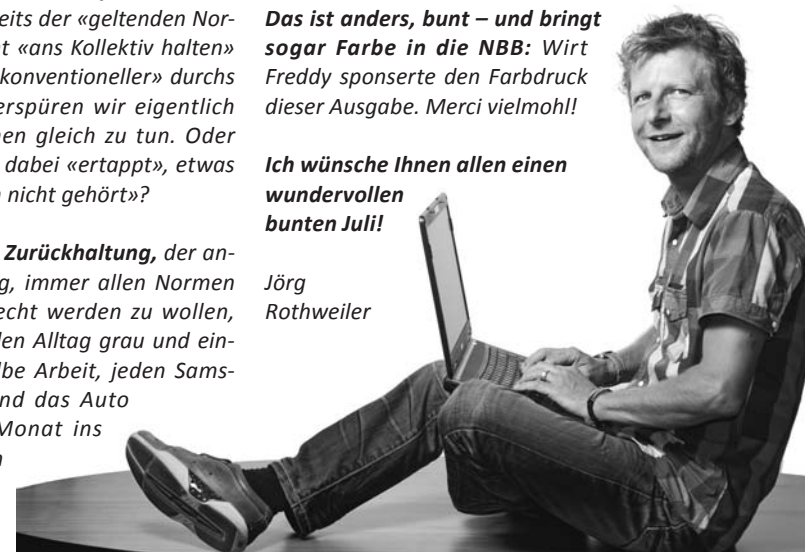 eits der «geltenden Nor-
t «ans Kollektiv halten»
konventioneller» durchs
erspüren wir eigentlich
nen gleich zu tun. Oder
dabei «ertappt», etwas
nicht gehört»?
Zurückhaltung, der an-
g, immer allen Normen
echt werden zu wollen,
den Alltag grau und ein-
lbe Arbeit, jeden Sams-
nd das Auto
Monat ins
Das ist anders, bunt – und bringt
sogar Farbe in die NBB: Wirt
Freddy sponserte den Farbdruck
dieser Ausgabe. Merci vielmohl!
Ich wünsche Ihnen allen einen
wundervollen
bunten Juli!
Jörg
Rothweiler